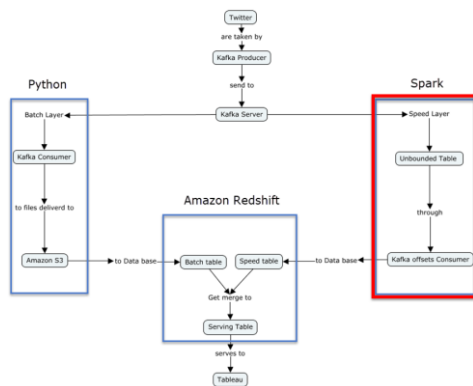 Twitter
are taken by
Kafka Producer
send to
Kafka Server
Python
Batch Layer
Kafka Consumer
to files deliverd to
Amazon S3
to Data base
Spark
Speed Layer
Unbounded Table
through
Kafka offsets Consumer
to Data base
Amazon Redshift
Batch table
Speed table
Get merge to
Serving Table
serves to
Tableau